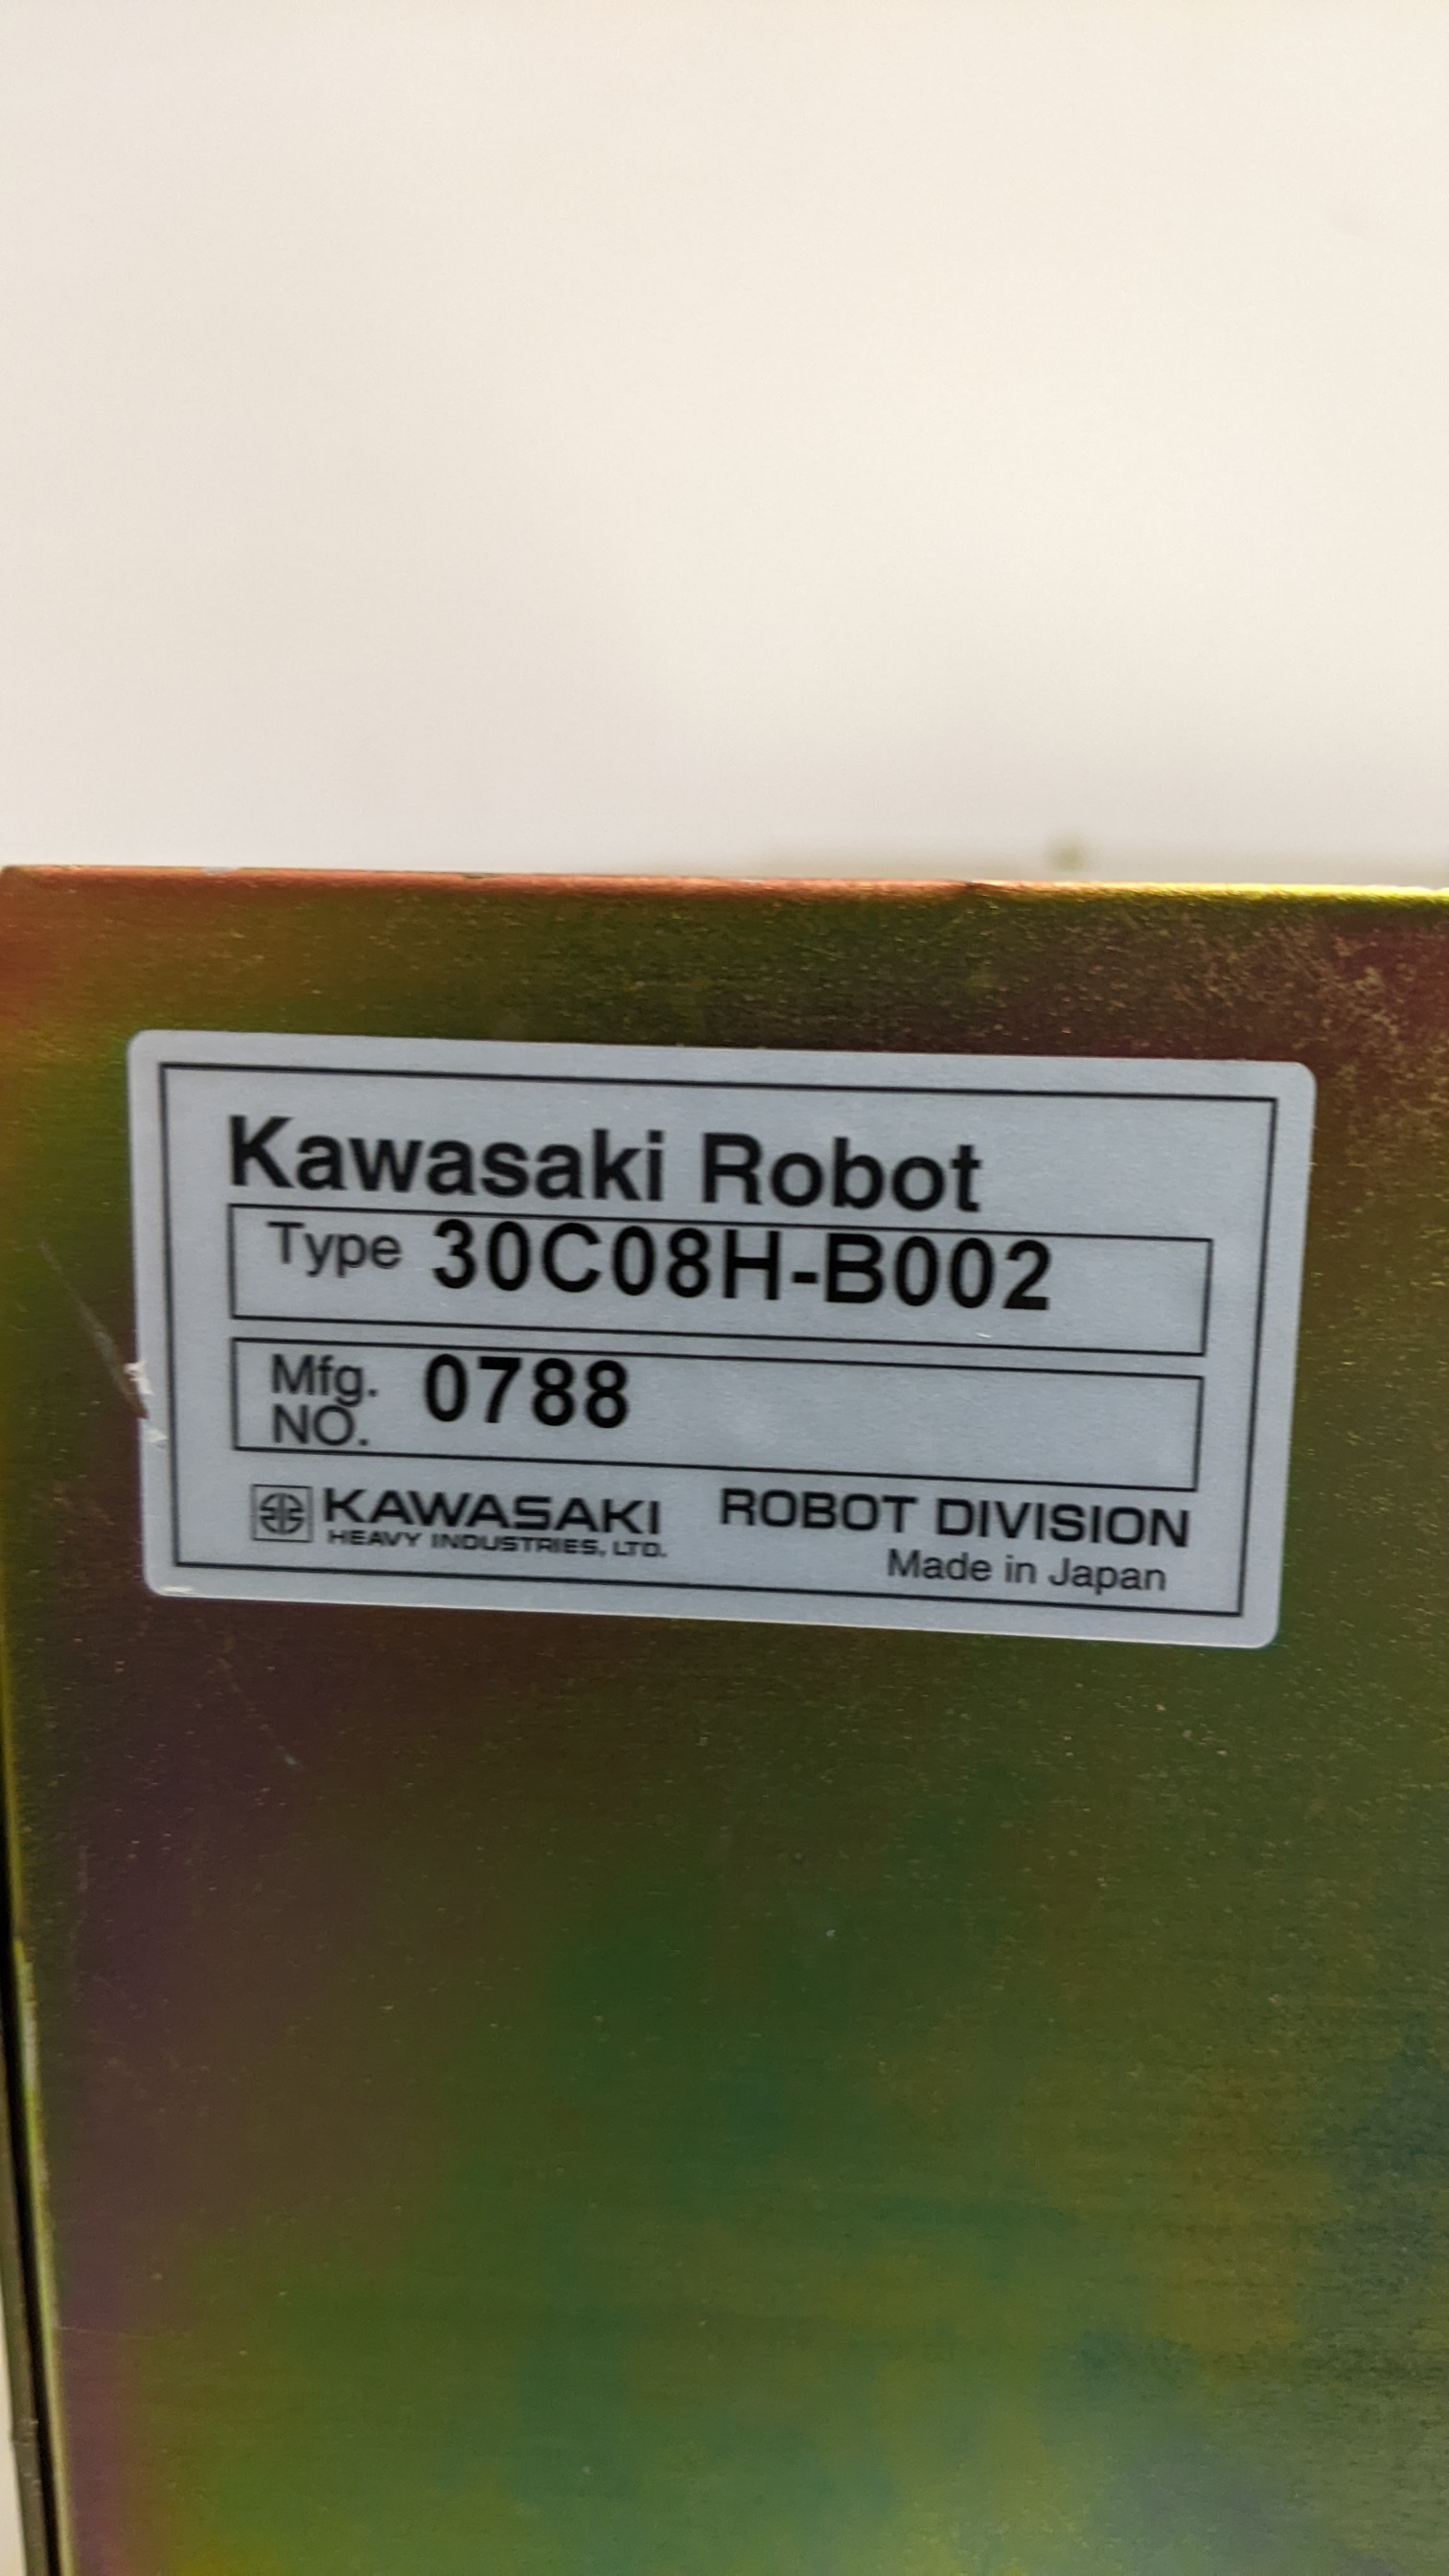 Kawasaki Robot
Type 30C08H-B002
Mfg. NO. 0788
KAWASAKI HEAVY INDUSTRIES, LTD. ROBOT DIVISION
Made in Japan